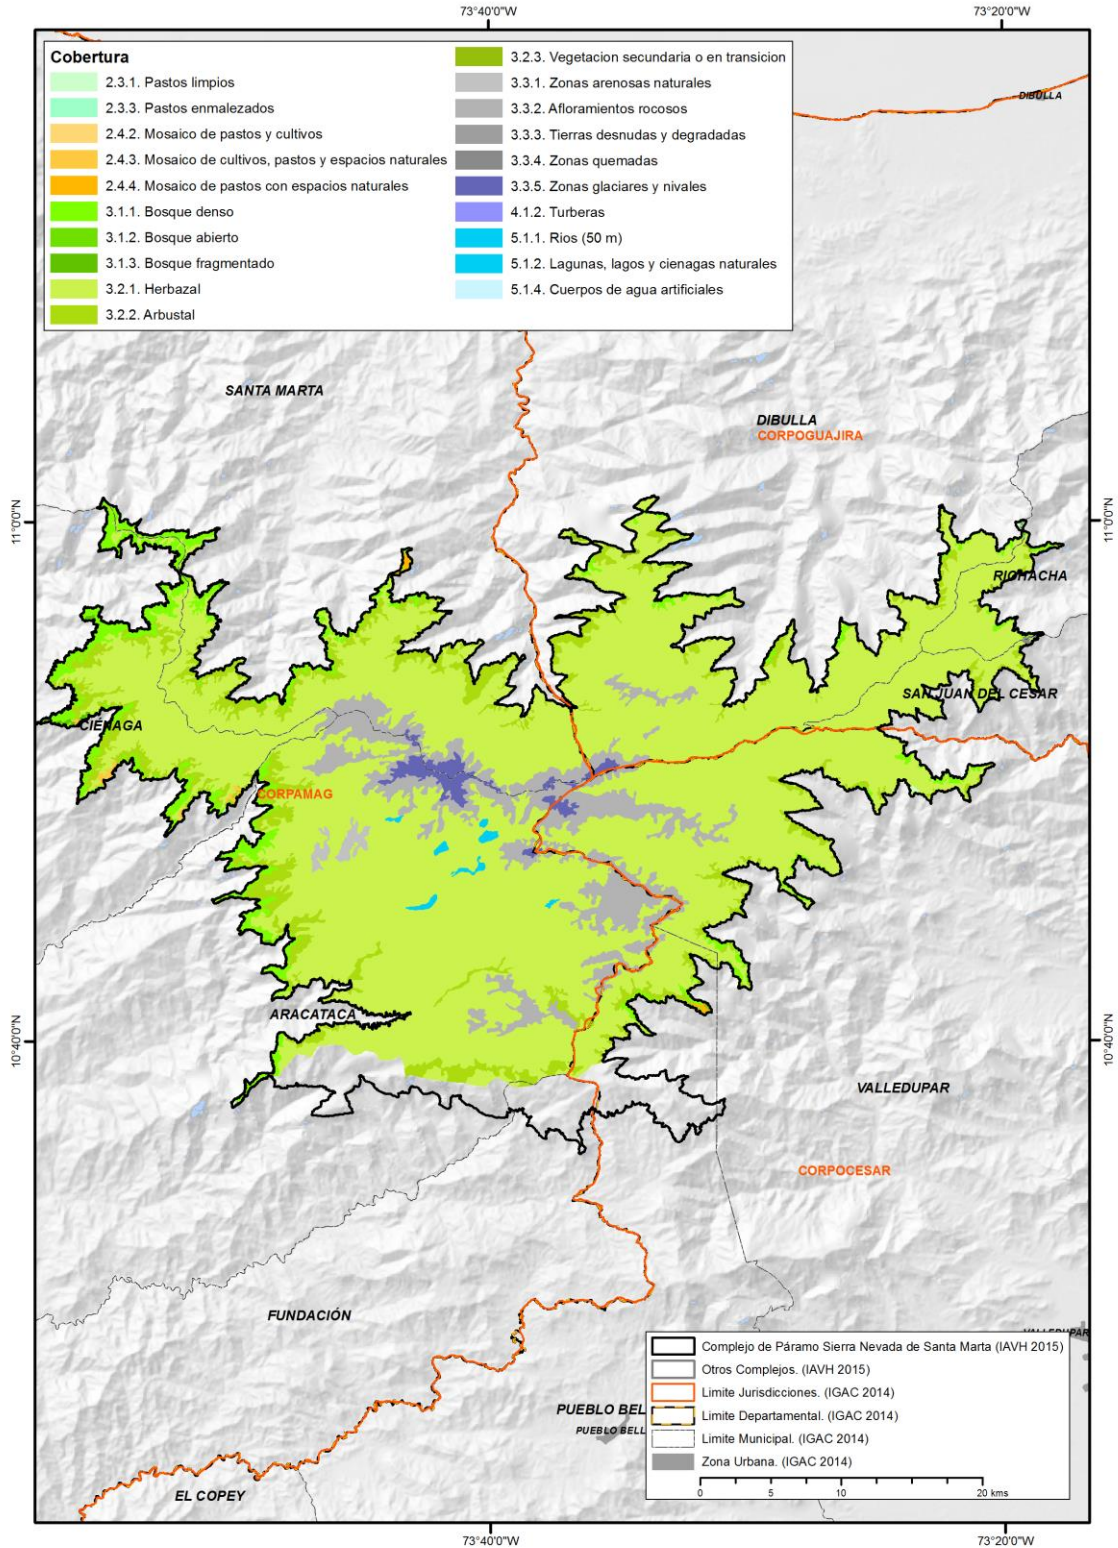 73°40'0"W
73°20'0"W
Cobertura
2.3.1. Pastos limpios
2.3.3. Pastos enmalezados
2.4.2. Mosaico de pastos y cultivos
2.4.3. Mosaico de cultivos, pastos y espacios naturales
2.4.4. Mosaico de pastos con espacios naturales
3.1.1. Bosque denso
3.1.2. Bosque abierto
3.1.3. Bosque fragmentado
3.2.1. Herbazal
3.2.2. Arbustal
3.2.3. Vegetacion secundaria o en transicion
3.3.1. Zonas arenosas naturales
3.3.2. Afloramientos rocosos
3.3.3. Tierras desnudas y degradadas
3.3.4. Zonas quemadas
3.3.5. Zonas glaciares y nivales
4.1.2. Turberas
5.1.1. Rios (50 m)
5.1.2. Lagunas, lagos y cienagas naturales
5.1.4. Cuerpos de agua artificiales
DIBULLA
SANTA MARTA
DIBULLA
CORPOGUAJIRA
11°0'0"N
11°0'0"N
RIOHACHA
SAN JUAN DEL CESAR
CIÉNAGA
CORPAMAG
ARACATACA
10°40'0"N
10°40'0"N
VALLEDUPAR
CORPOCESAR
FUNDACIÓN
VALLEDUPAR
PUEBLO BEL
PUEBLO BELL
EL COPEY
Complejo de Páramo Sierra Nevada de Santa Marta (IAVH 2015)
Otros Complejos. (IAVH 2015)
Limite Jurisdicciones. (IGAC 2014)
Limite Departamental. (IGAC 2014)
Limite Municipal. (IGAC 2014)
Zona Urbana. (IGAC 2014)
0 5 10 20 kms
73°40'0"W
73°20'0"W